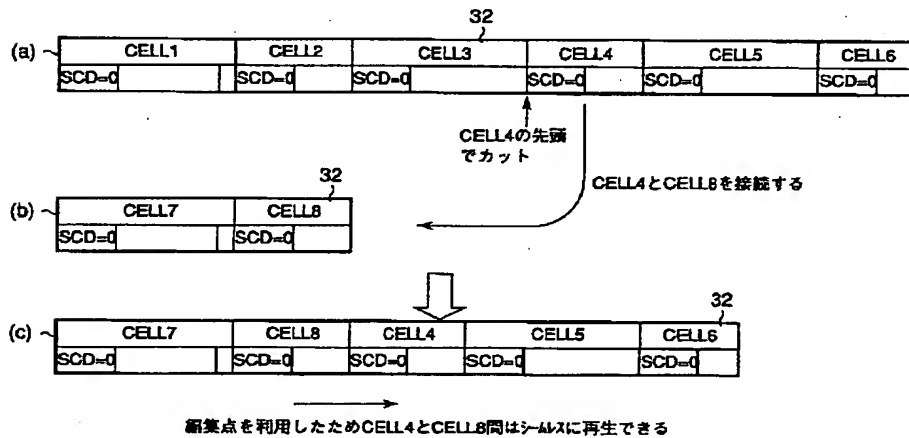 32
(a) CELL1 CELL2 CELL3 CELL4 CELL5 CELL6
SCD=0 SCD=0 SCD=0 SCD=0 SCD=0 SCD=0
CELL4の先頭
でカット
CELL4とCELL8を接続する
32
(b) CELL7 CELL8
SCD=0 SCD=0
32
(c) CELL7 CELL8 CELL4 CELL5 CELL6
SCD=0 SCD=0 SCD=0 SCD=0 SCD=0
編集点を利用したためCELL4とCELL8間はシームレスに再生できる